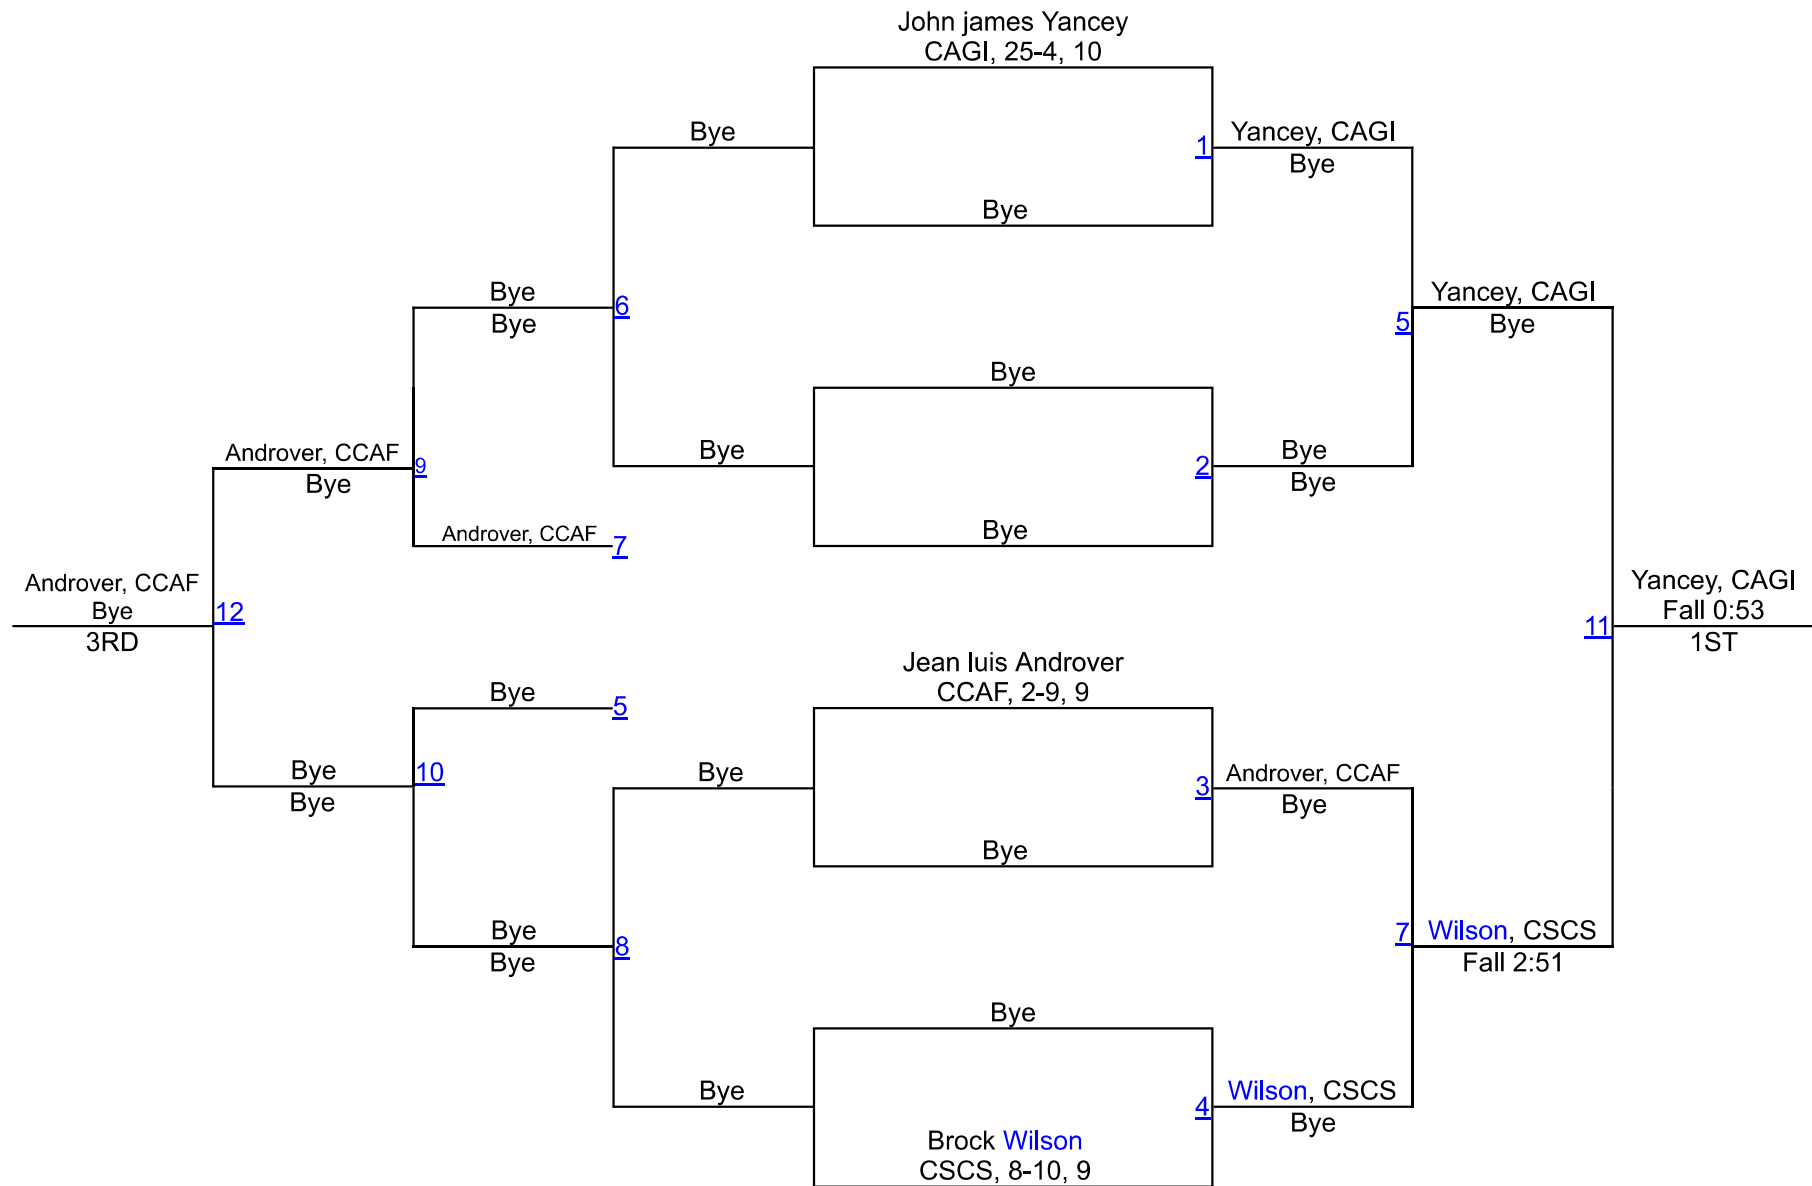 John james Yancey
CAGI, 25-4, 10
Bye
1
Yancey, CAGI
Bye
Bye
Bye
Bye
6
Yancey, CAGI
5
Bye
Bye
Androver, CCAF
9
Bye
Bye
2
Bye
Bye
Androver, CCAF
7
Bye
Androver, CCAF
Bye
12
3RD
Yancey, CAGI
Fall 0:53
11
1ST
Jean luis Androver
CCAF, 2-9, 9
Bye
5
Bye
10
Bye
Bye
3
Androver, CCAF
Bye
Bye
Bye
8
Bye
7
Wilson, CSCS
Fall 2:51
Bye
Bye
4
Wilson, CSCS
Bye
Brock Wilson
CSCS, 8-10, 9